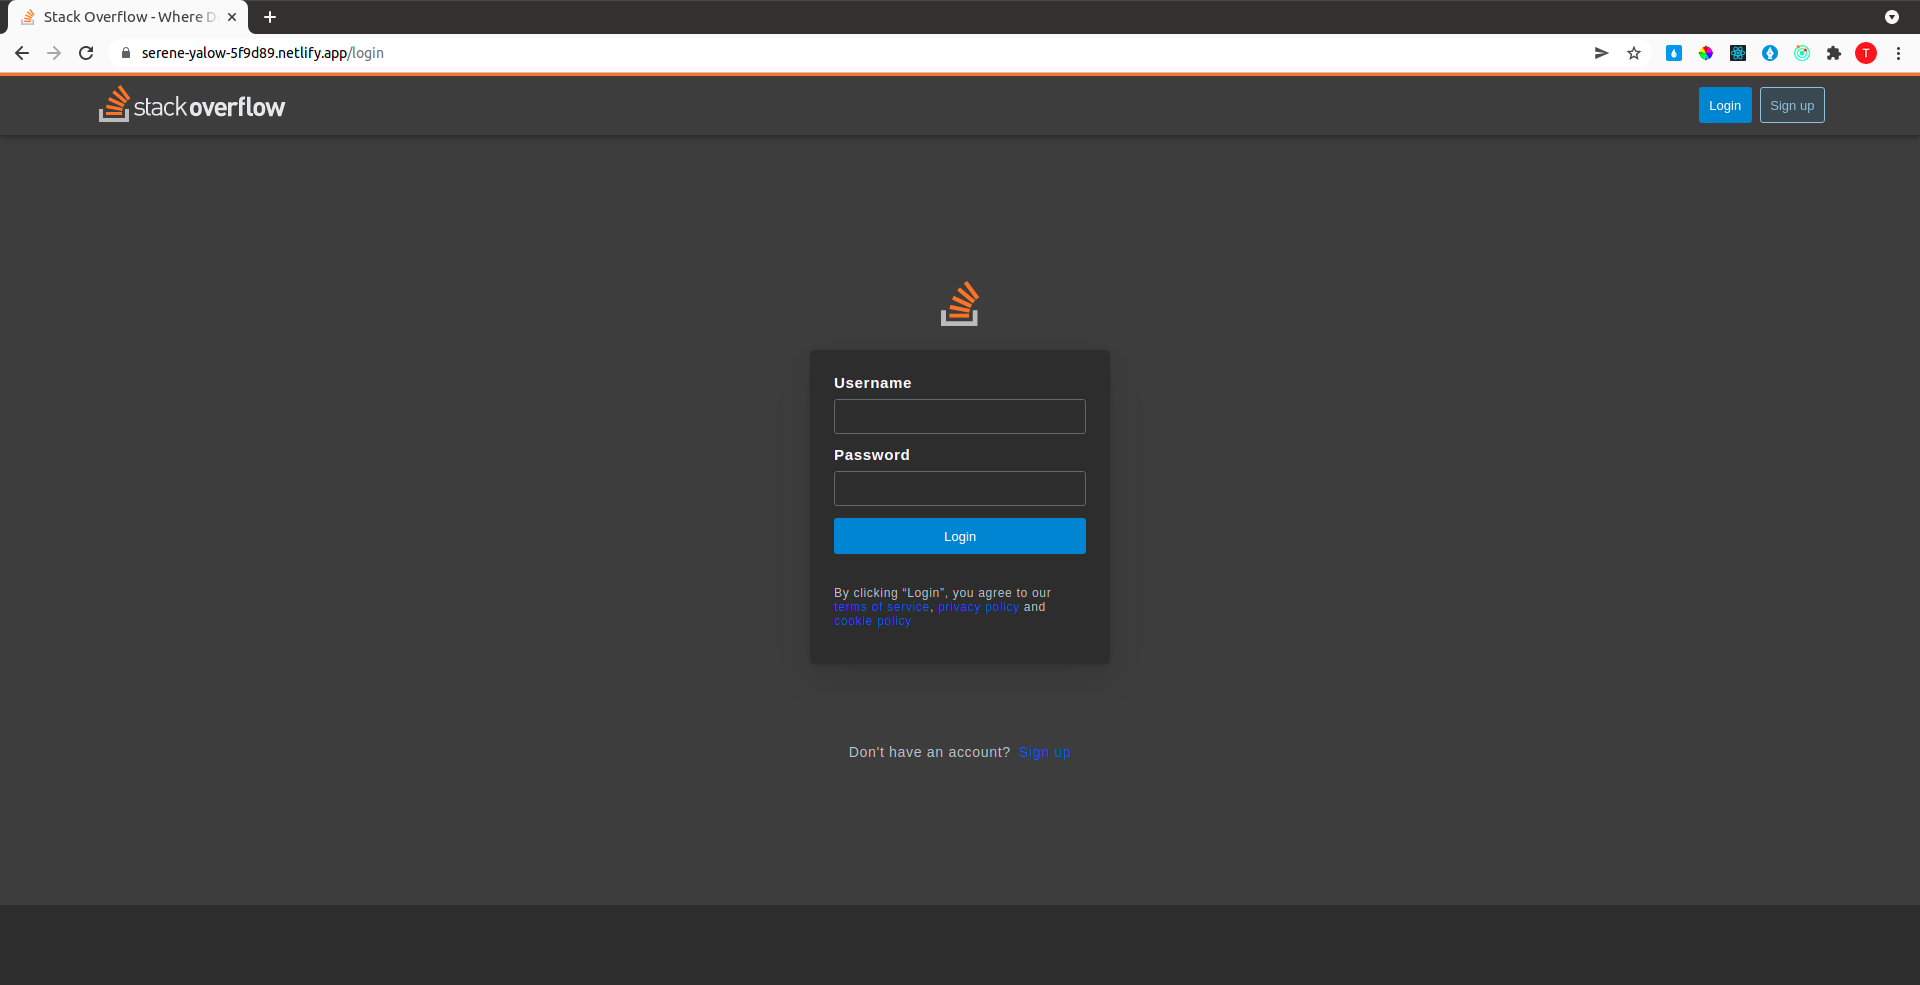 Stack Overflow - Where D
serene-yalow-5f9d89.netlify.app/login
T
stackoverflow
Login
Sign up
Username
Password
Login
By clicking “Login”, you agree to our
terms of service, privacy policy and
cookie policy
Don't have an account? Sign up